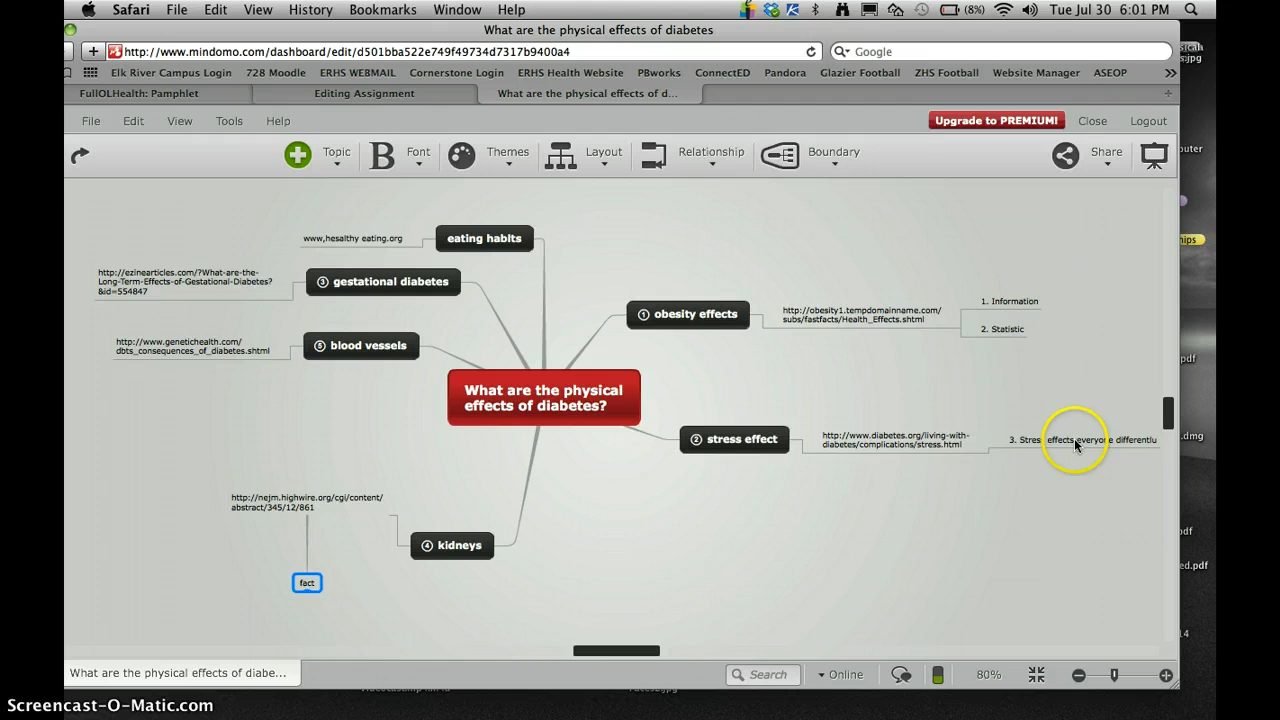 Safari File Edit View History Bookmarks Window Help (8%) Tue Jul 30 6:01 PM
What are the physical effects of diabetes
http://www.mindomo.com/dashboard/edit/d501bba522e749f49734d7317b9400a4 Google
Elk River Campus Login 728 Moodle ERHS WEBMAIL Cornerstone Login ERHS Health Website PBworks ConnectED Pandora Glazier Football ZHS Football Website Manager ASEOP
FullOLHealth: Pamphlet Editing Assignment What are the physical effects of d...
File Edit View Tools Help Upgrade to PREMIUM! Close Logout
Topic Font Themes Layout Relationship Boundary Share
www,hesalthy eating.org eating habits
http://ezinearticles.com/?What-are-the-
Long-Term-Effects-of-Gestational-Diabetes?
&id=554847
3 gestational diabetes
1 obesity effects
http://obesity1.tempdomainname.com/
subs/fastfacts/Health_Effects.shtml
1. Information
2. Statistic
http://www.genetichealth.com/
dbts_consequences_of_diabetes.shtml
5 blood vessels
What are the physical
effects of diabetes?
2 stress effect
http://www.diabetes.org/living-with-
diabetes/complications/stress.html
3. Stress effects everyone differentlu
http://nejm.highwire.org/cgi/content/
abstract/345/12/861
4 kidneys
fact
What are the physical effects of diabe... Search Online 80%
Screencast-O-Matic.com